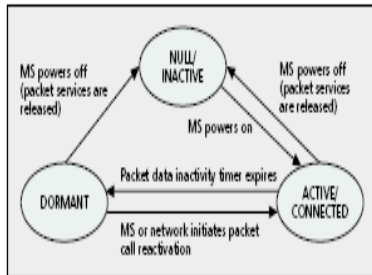 NULL/
INACTIVE
MS powers off
(packet services are
released)
MS powers off
(packet services
are released)
MS powers on
Packet data inactivity timer expires
DORMANT
ACTIVE/
CONNECTED
MS or network initiates packet
call reactivation